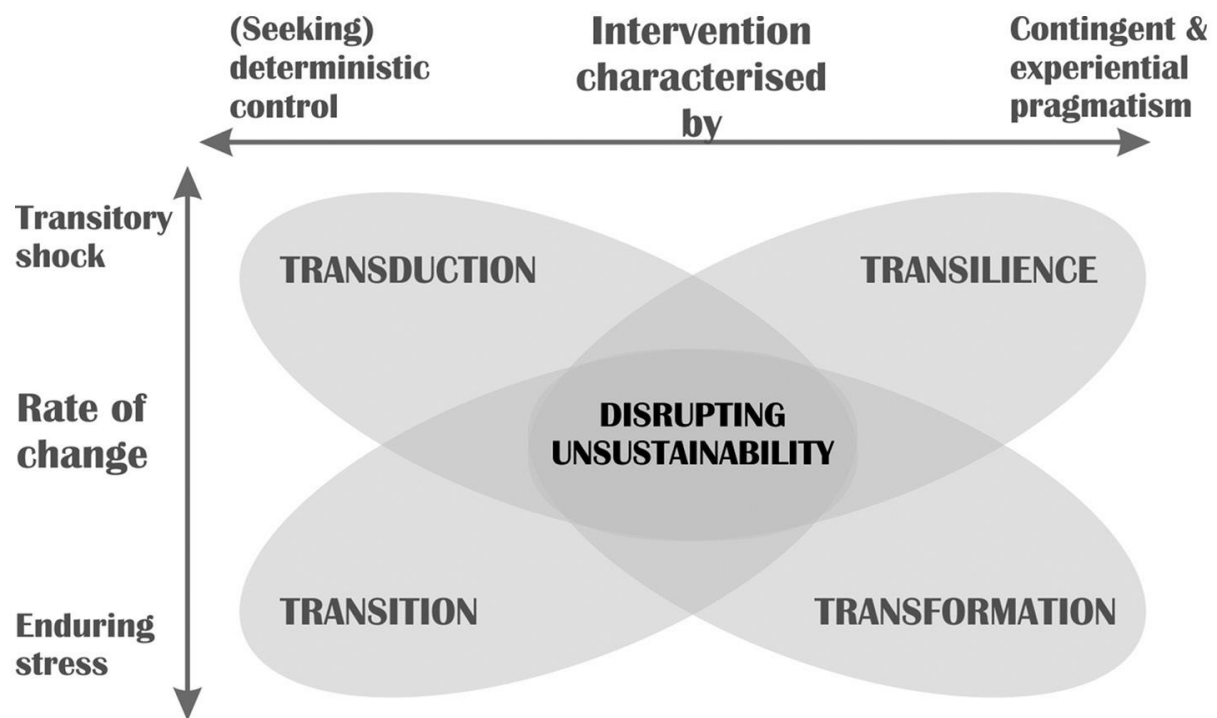 (Seeking)
deterministic
control
Intervention
characterised
by
Contingent &
experiential
pragmatism
Transitory
shock
TRANSDUCTION
TRANSILIENCE
Rate of
change
DISRUPTING
UNSUSTAINABILITY
Enduring
stress
TRANSITION
TRANSFORMATION